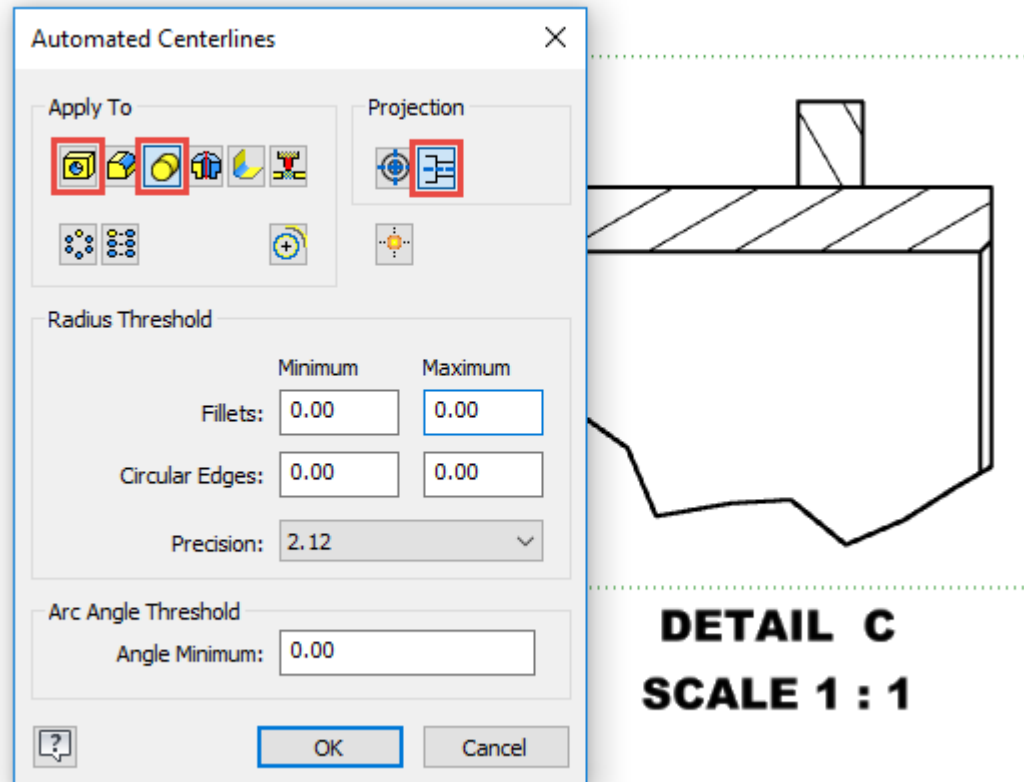 Automated Centerlines
Apply To
Projection
Radius Threshold
Minimum Maximum
Fillets: 0.00 0.00
Circular Edges: 0.00 0.00
Precision: 2.12
Arc Angle Threshold
Angle Minimum: 0.00
? OK Cancel
DETAIL C
SCALE 1 : 1